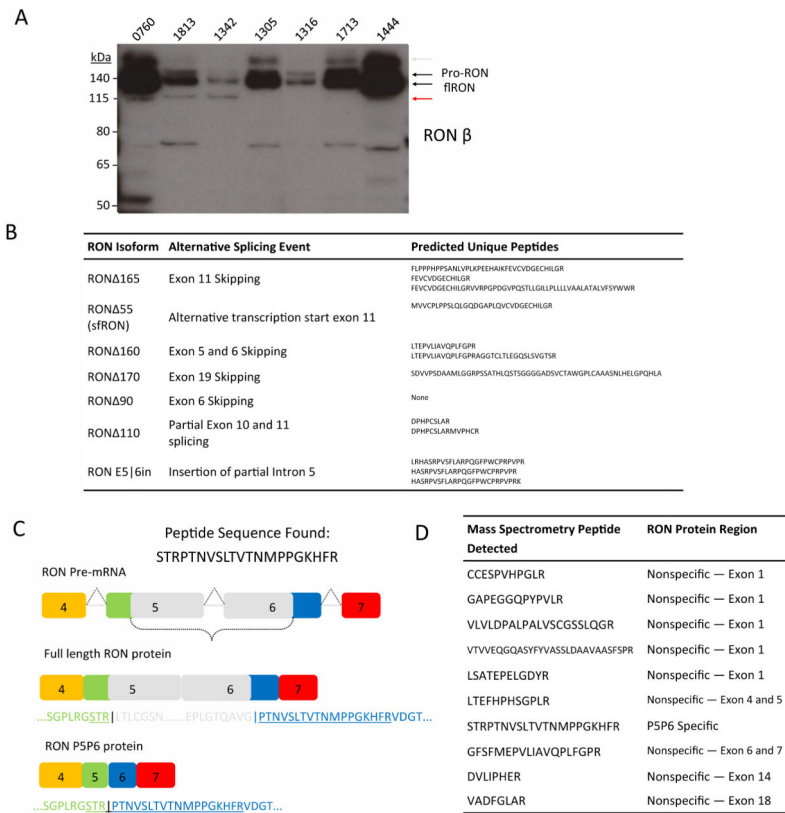 A
0760 1813 1342 1305 1316 1713 1444
kDa
140
115
80
65
50
Pro-RON
flRON
RON β
B
RON Isoform Alternative Splicing Event Predicted Unique Peptides
RONΔ165 Exon 11 Skipping
FLPPPHPPSANLVPLKPEEHAIKFEVCVDGECHILGR
FEVCVDGECHILGR
FEVCVDGECHILGRVVRPGPDGVPQSTLLGILLPLLLLVAALATALVFSYWWR
RONΔ55
(sfRON)
Alternative transcription start exon 11
MVVCPLPPSLQLGQDGAPLQVCVDGECHILGR
RONΔ160 Exon 5 and 6 Skipping
LTEPVLIAVQPLFGPR
LTEPVLIAVQPLFGPRAGGTCLTLEGQSLSVGTSR
RONΔ170 Exon 19 Skipping SDVVPSDAAMLGGRPSSATHLQSTSGGGGADSVCTAWGPLCAAASNLHELGPQHLA
RONΔ90 Exon 6 Skipping None
RONΔ110
Partial Exon 10 and 11
splicing
DPHPCSLAR
DPHPCSLARMVPHCR
RON E5|6in Insertion of partial Intron 5
LRHASRPVSFLARPQGFPWCPRPVPR
HASRPVSFLARPQGFPWCPRPVPR
HASRPVSFLARPQGFPWCPRPVPRK
C
Peptide Sequence Found:
STRPTNVSLTVTNMPPGKHFR
RON Pre-mRNA
4 5 6 7
Full length RON protein
4 5 6 7
...SGPLRGSTR|LTLCGSN......EPLGTQAVG|PTNVSLTVTNMPPGKHFRVDGT...
RON P5P6 protein
4 5 6 7
...SGPLRGSTR|PTNVSLTVTNMPPGKHFRVDGT...
D
Mass Spectrometry Peptide
Detected
RON Protein Region
CCESPVHPGLR Nonspecific — Exon 1
GAPEGGQPYPVLR Nonspecific — Exon 1
VLVLDPALPALVSCGSSLQGR Nonspecific — Exon 1
VTVVEQGQASYFYVASSLDAAVAASFSPR Nonspecific — Exon 1
LSATEPELGDYR Nonspecific — Exon 1
LTEFHPHSGPLR Nonspecific — Exon 4 and 5
STRPTNVSLTVTNMPPGKHFR P5P6 Specific
GFSFMEPVLIAVQPLFGPR Nonspecific — Exon 6 and 7
DVLIPHER Nonspecific — Exon 14
VADFGLAR Nonspecific — Exon 18